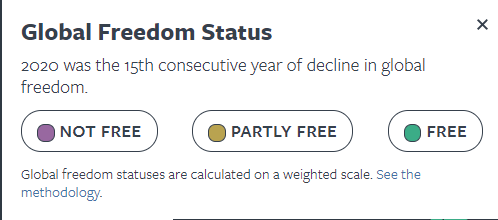 Global Freedom Status
2020 was the 15th consecutive year of decline in global
freedom.
NOT FREE PARTLY FREE FREE
Global freedom statuses are calculated on a weighted scale. See the
methodology.